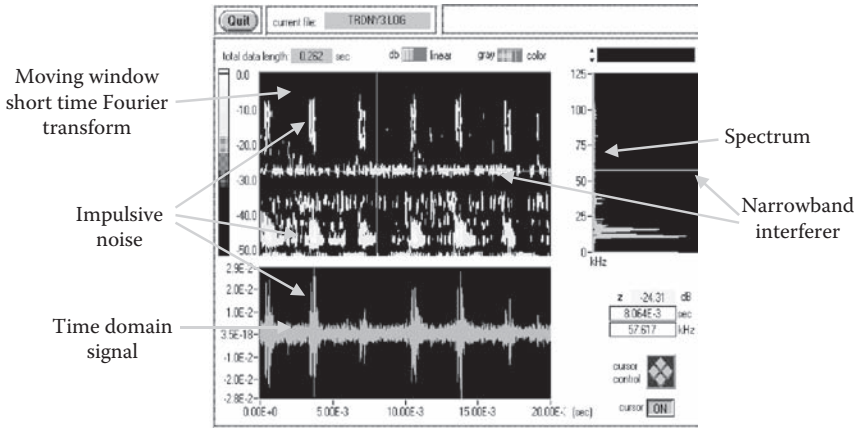 Quit
current file:
TRDNY3.LOG
total data length: 0.262 sec
db linear
gray color
Moving window
short time Fourier
transform
Impulsive
noise
Time domain
signal
0.0
-10.0
-20.0
-30.0
-40.0
-50.0
125-
100-
75-
50-
25-
0-
kHz
Spectrum
Narrowband
interferer
2.9E-2
2.0E-2
1.0E-2
3.5E-18
-1.0E-2
-2.0E-2
-2.8E-2
0.00E+0
5.00E-3
10.00E-3
15.00E-3
20.00E-
(sec)
z -24.31 dB
8.064E-3 sec
57.617 kHz
cursor
control
cursor ON